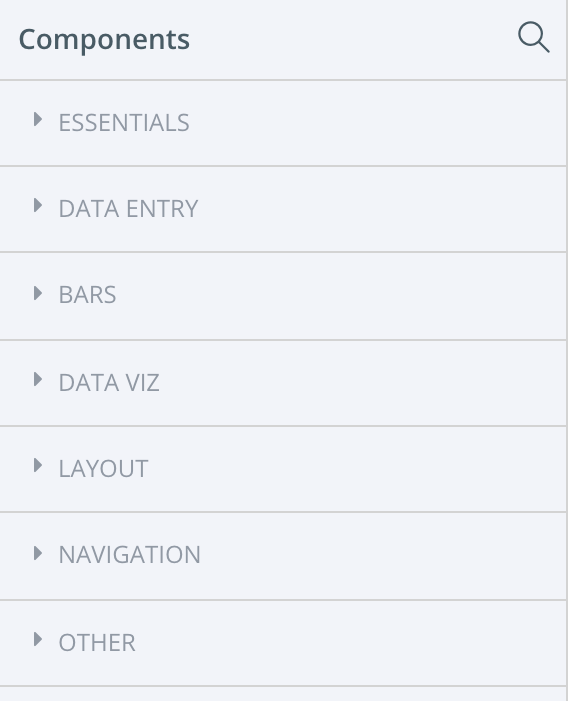 Components
ESSENTIALS
DATA ENTRY
BARS
DATA VIZ
LAYOUT
NAVIGATION
OTHER